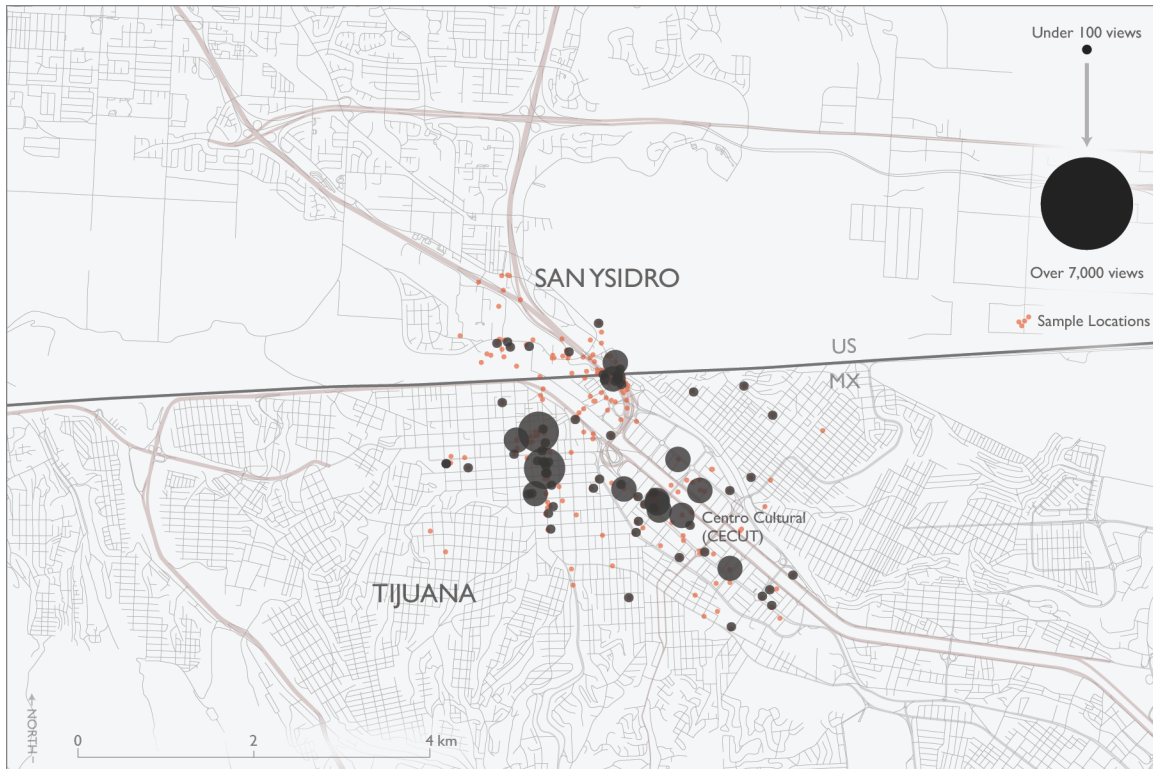 Under 100 views
Over 7,000 views
Sample Locations
SAN YSIDRO
US
MX
Centro Cultural
(CECUT)
TIJUANA
NORTH
0 2 4 km